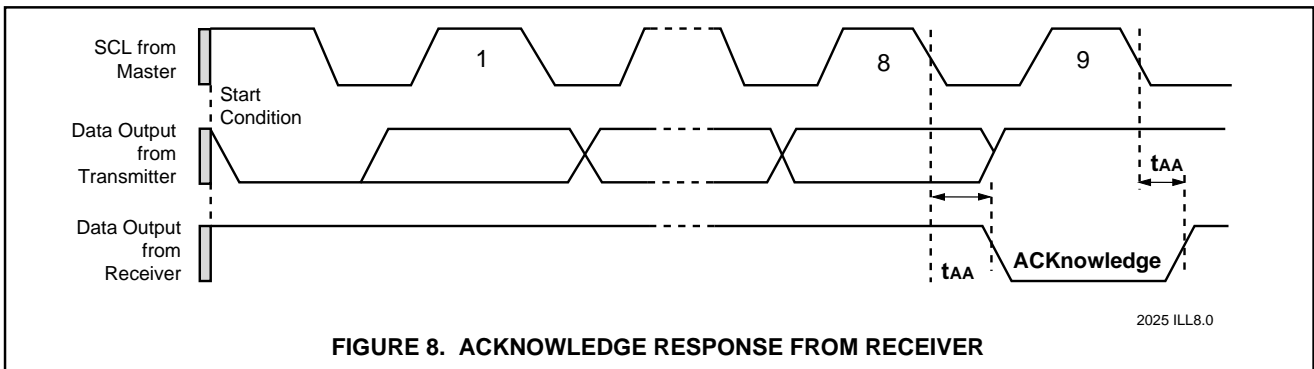 SCL from
Master
1
8
9
Start
Condition
Data Output
from
Transmitter
tAA
Data Output
from
Receiver
tAA
ACKnowledge
2025 ILL8.0
FIGURE 8. ACKNOWLEDGE RESPONSE FROM RECEIVER